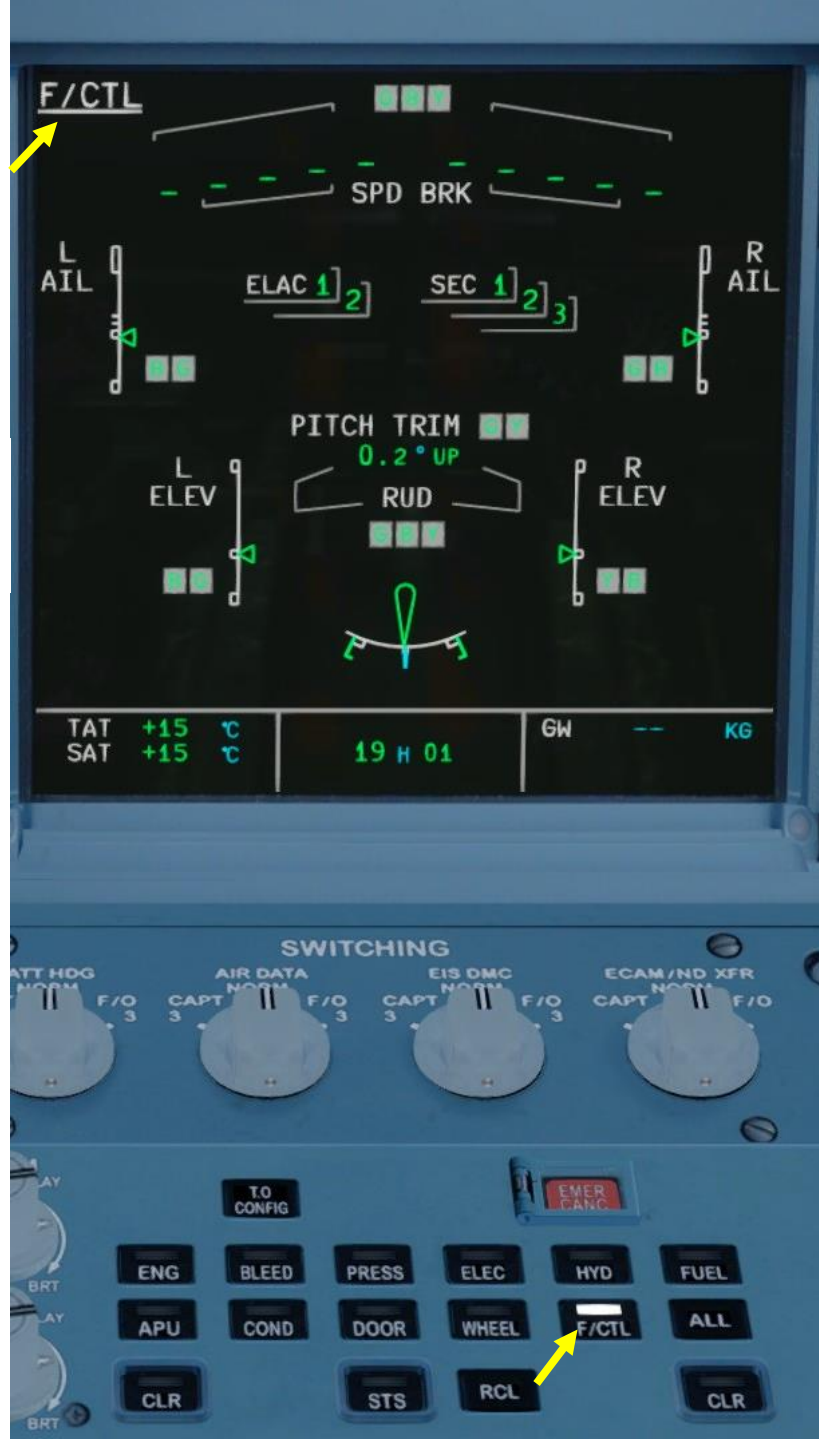 F/CTL
G B Y
SPD BRK
L AIL
R AIL
ELAC 1 2
SEC 1 2 3
B G
G B
PITCH TRIM G Y
0.2° UP
L ELEV
R ELEV
RUD
G B Y
B G
Y B
TAT +15 °C
SAT +15 °C
19 H 01
GW -- KG
SWITCHING
ATT HDG
AIR DATA
EIS DMC
ECAM/ND XFR
NORM NORM NORM NORM
F/O CAPT F/O CAPT F/O CAPT F/O
3 3 3 3 3
T.O
CONFIG
EMER
CANC
ENG BLEED PRESS ELEC HYD FUEL
BRT
APU COND DOOR WHEEL F/CTL ALL
CLR STS RCL CLR
BRT